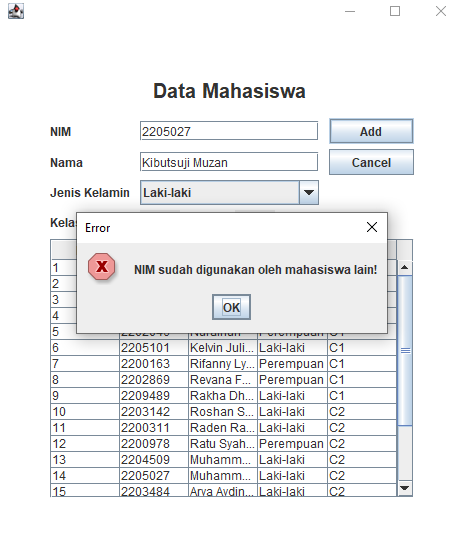 Data Mahasiswa
NIM 2205027 Add
Nama Kibutsuji Muzan Cancel
Jenis Kelamin Laki-laki
Error
NIM sudah digunakan oleh mahasiswa lain!
OK
1
2
3
4
5 Perempuan C1
6 2205101 Kelvin Juli... Laki-laki C1
7 2200163 Rifanny Ly... Perempuan C1
8 2202869 Revana F... Perempuan C1
9 2209489 Rakha Dh... Laki-laki C1
10 2203142 Roshan S... Laki-laki C2
11 2200311 Raden Ra... Laki-laki C2
12 2200978 Ratu Syah... Perempuan C2
13 2204509 Muhamm... Laki-laki C2
14 2205027 Muhamm... Laki-laki C2
15 2203484 Arya Aydin... Laki-laki C2